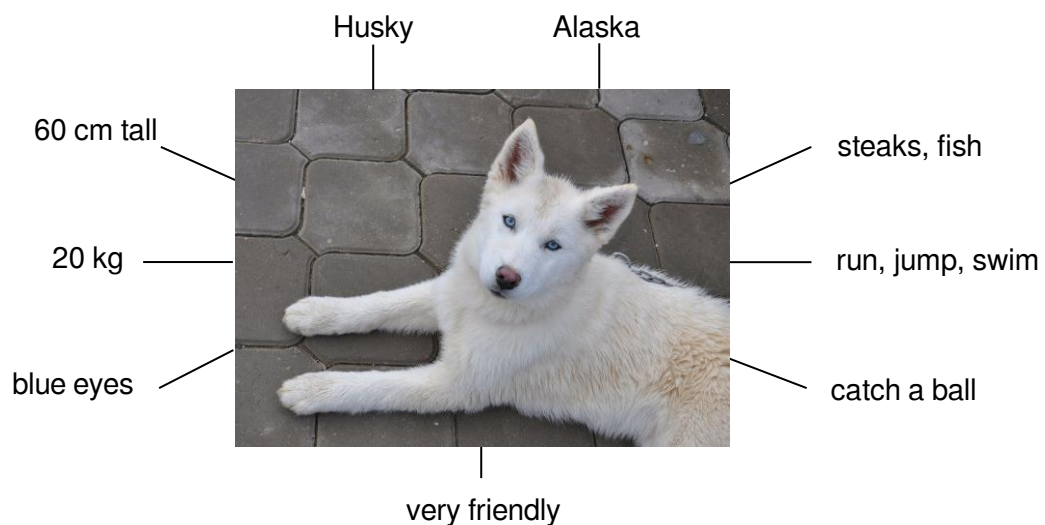 Husky
Alaska
60 cm tall
steaks, fish
20 kg
run, jump, swim
blue eyes
catch a ball
very friendly